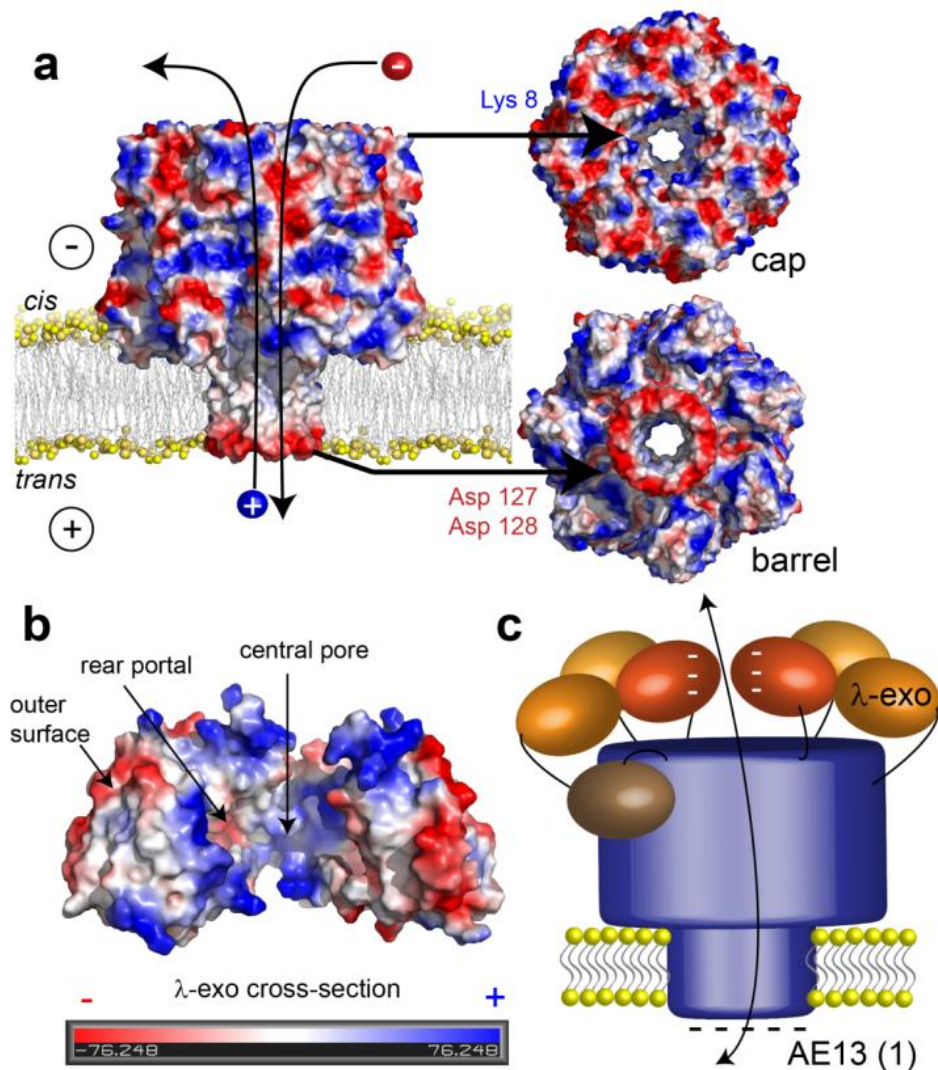 a
-
Lys 8
cap
-
cis
trans
+
+
Asp 127
Asp 128
barrel
b
rear portal
central pore
outer
surface
λ-exo cross-section
- +
-76.248 76.248
c
- -
- -
- -
λ-exo
AE13 (1)